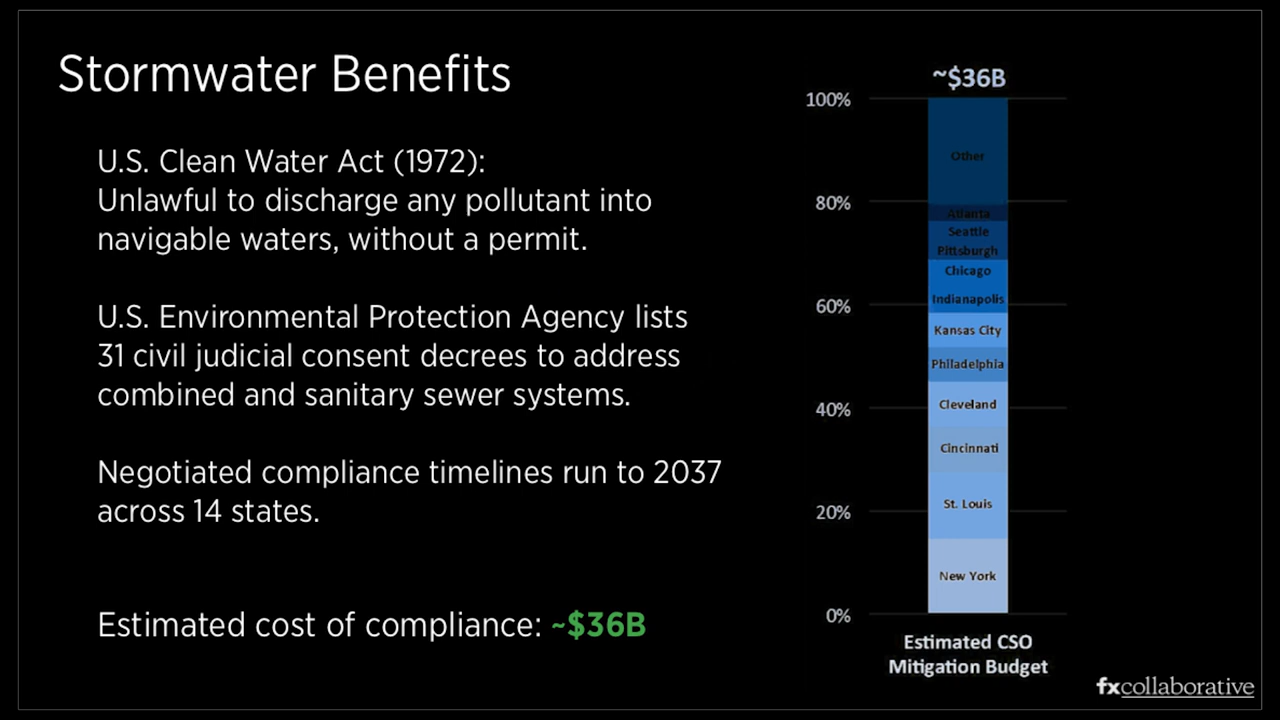 Stormwater Benefits
U.S. Clean Water Act (1972):
Unlawful to discharge any pollutant into
navigable waters, without a permit.
U.S. Environmental Protection Agency lists
31 civil judicial consent decrees to address
combined and sanitary sewer systems.
Negotiated compliance timelines run to 2037
across 14 states.
Estimated cost of compliance: ~$36B
~$36B
100%
80%
60%
40%
20%
0%
Other
Atlanta
Seattle
Pittsburgh
Chicago
Indianapolis
Kansas City
Philadelphia
Cleveland
Cincinnati
St. Louis
New York
Estimated CSO
Mitigation Budget
fxcollaborative